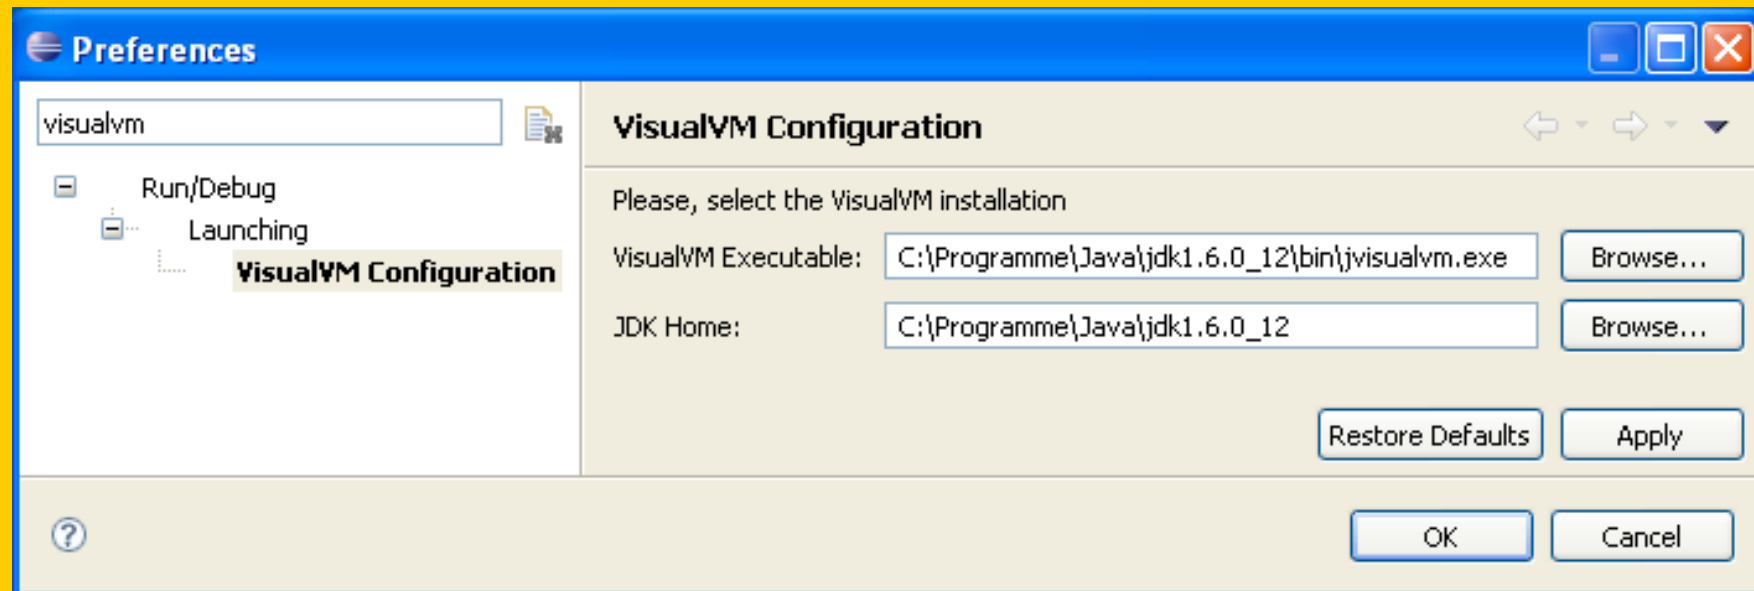 Preferences
visualvm
Run/Debug
Launching
VisualVM Configuration
VisualVM Configuration
Please, select the VisualVM installation
VisualVM Executable: C:\Programme\Java\jdk1.6.0_12\bin\jvisualvm.exe Browse...
JDK Home: C:\Programme\Java\jdk1.6.0_12 Browse...
Restore Defaults Apply
? OK Cancel